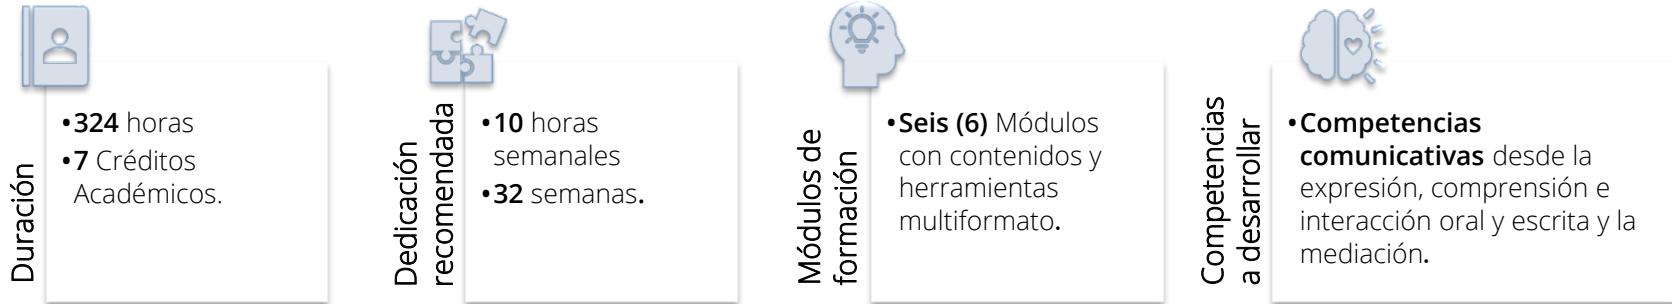 Duración
•324 horas
•7 Créditos
Académicos.
Dedicación
recomendada
•10 horas
semanales
•32 semanas.
Módulos de
formación
•Seis (6) Módulos
con contenidos y
herramientas
multiformato.
Competencias
a desarrollar
•Competencias
comunicativas desde la
expresión, comprensión e
interacción oral y escrita y la
mediación.